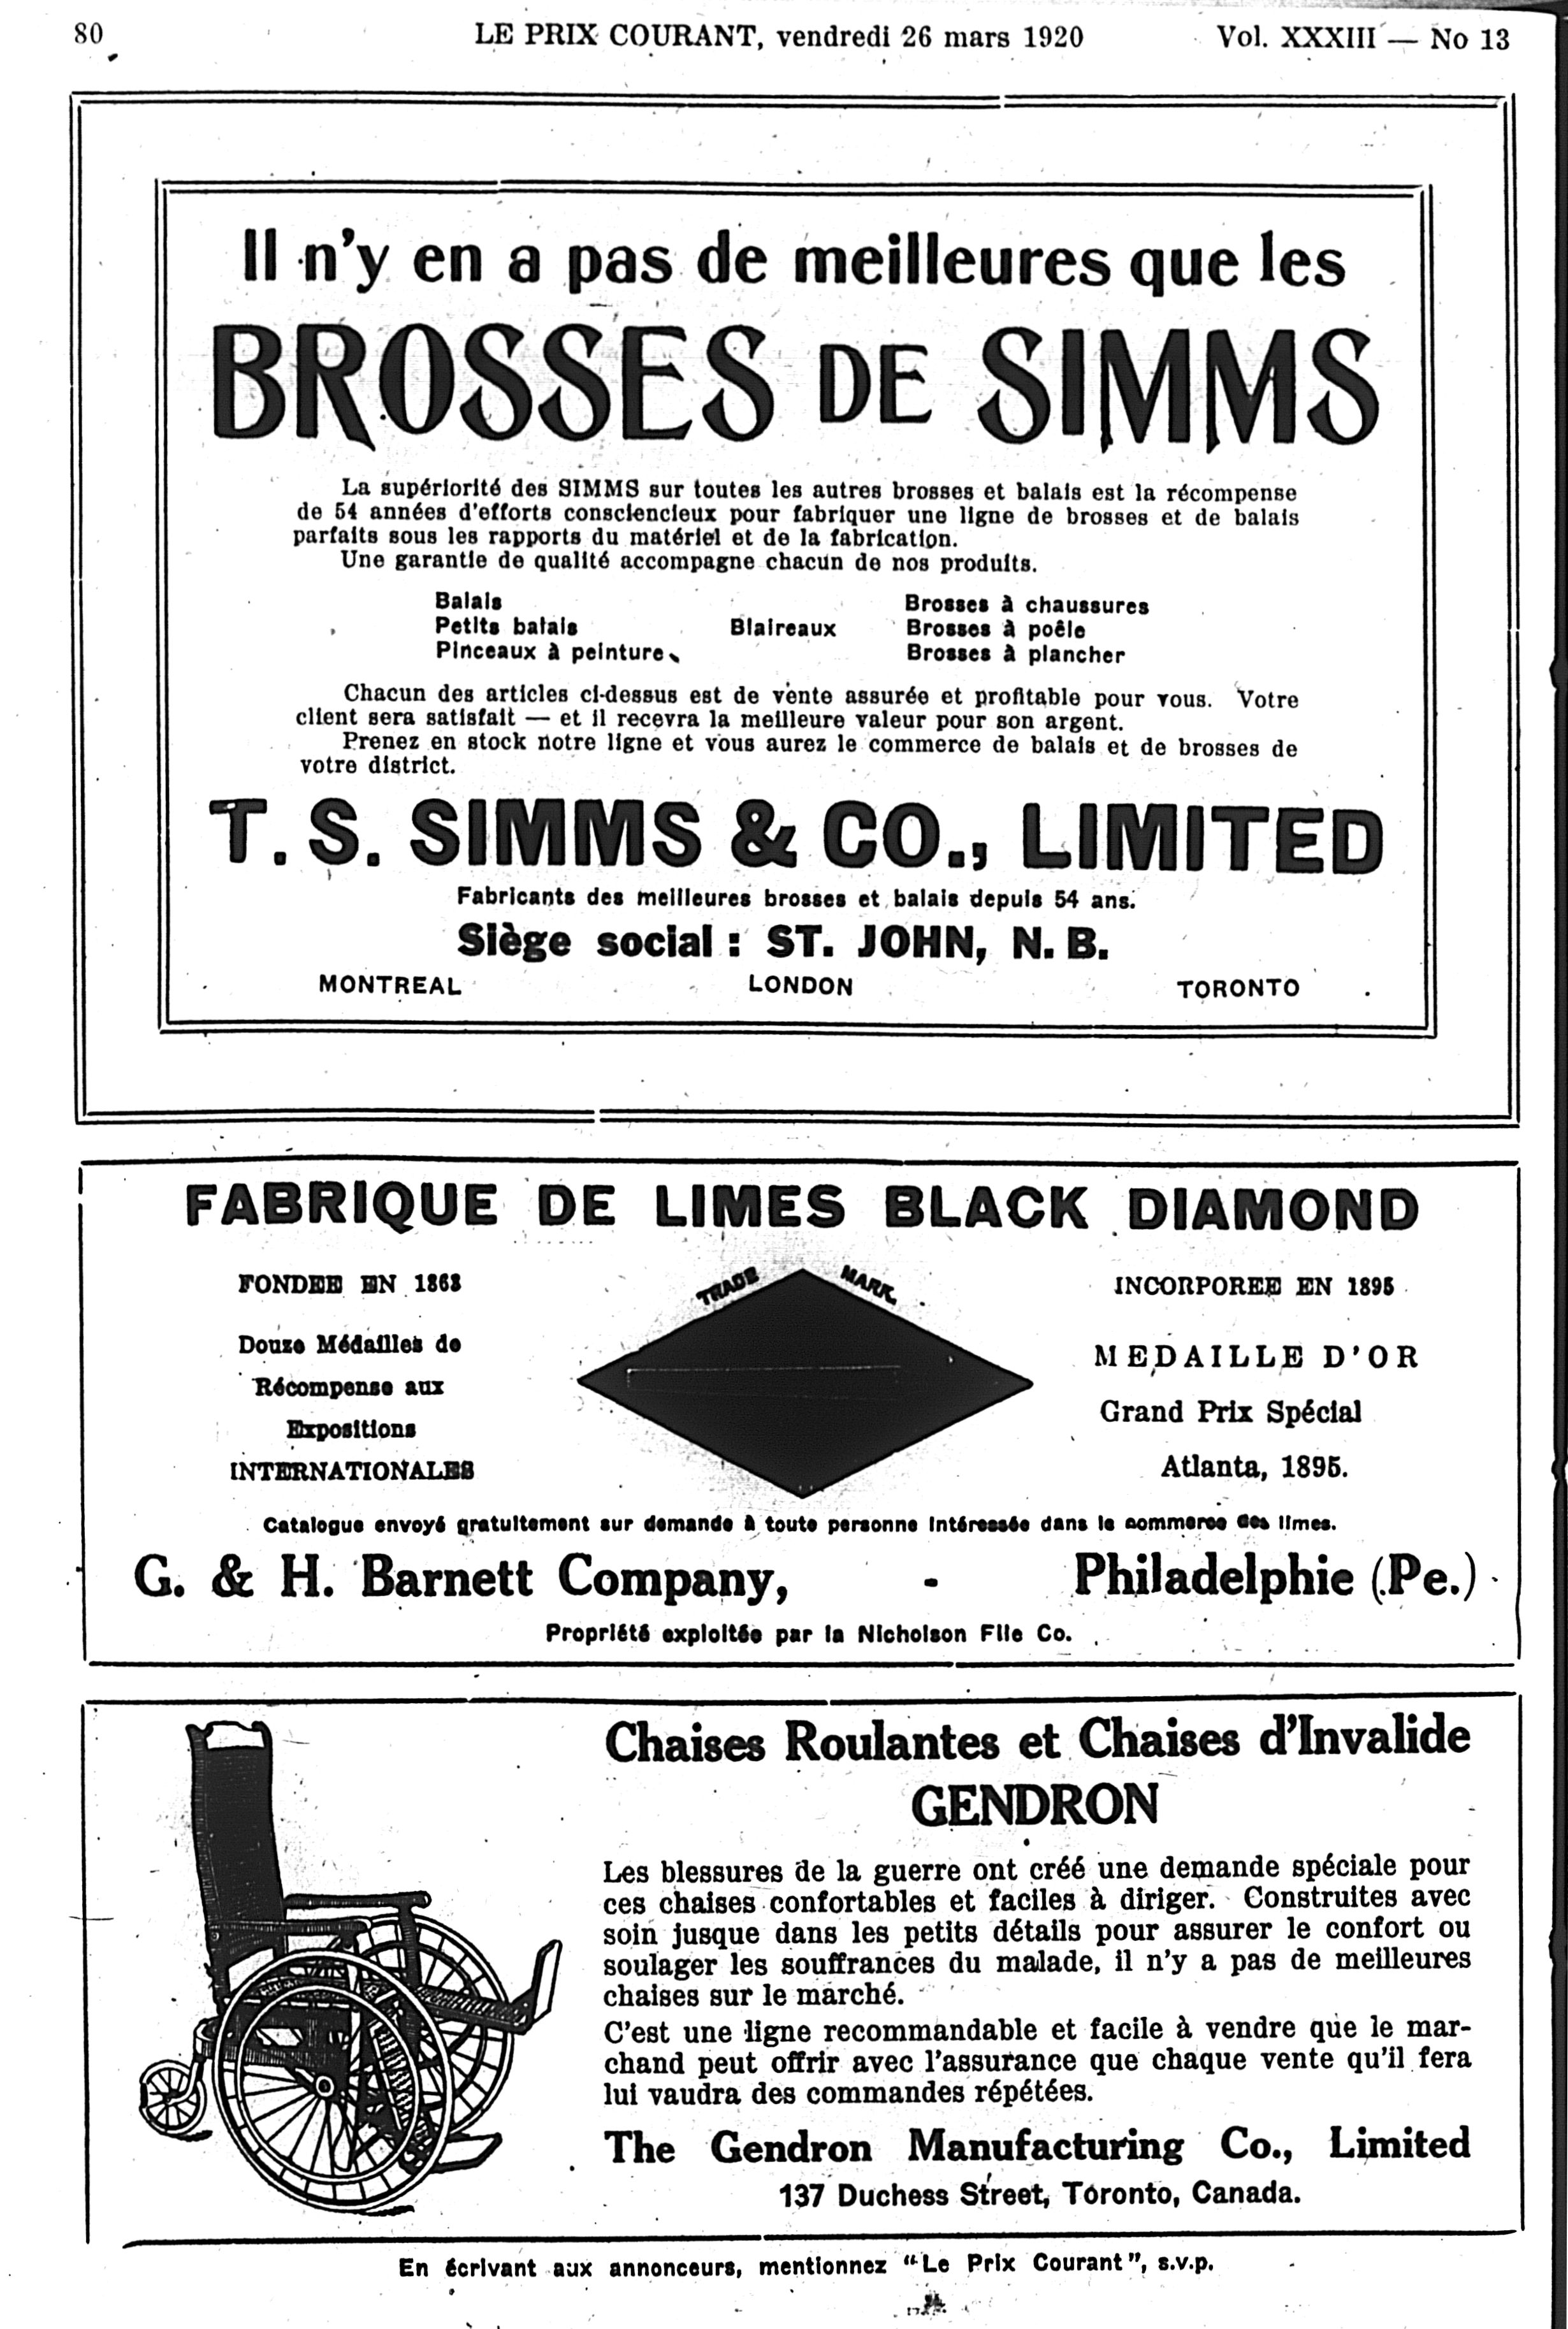 80 LE PRIX COURANT, vendredi 26 mars 1920 Vol. XXXIII — No 13
Il n'y en a pas de meilleures que les
BROSSES DE SIMMS
La supériorité des SIMMS sur toutes les autres brosses et balais est la récompense
de 54 années d'efforts consciencieux pour fabriquer une ligne de brosses et de balais
parfaits sous les rapports du matériel et de la fabrication.
Une garantie de qualité accompagne chacun de nos produits.
Balais
Petits balais
Pinceaux à peinture
Blaireaux
Brosses à chaussures
Brosses à poêle
Brosses à plancher
Chacun des articles ci-dessus est de vente assurée et profitable pour vous. Votre
client sera satisfait — et il recevra la meilleure valeur pour son argent.
Prenez en stock notre ligne et vous aurez le commerce de balais et de brosses de
votre district.
T. S. SIMMS & CO., LIMITED
Fabricants des meilleures brosses et balais depuis 54 ans.
Siège social : ST. JOHN, N. B.
MONTREAL LONDON TORONTO
FABRIQUE DE LIMES BLACK DIAMOND
FONDEE EN 1863
Douze Médailles de
Récompense aux
Expositions
INTERNATIONALES
TRADE MARK
INCORPOREE EN 1895
MEDAILLE D'OR
Grand Prix Spécial
Atlanta, 1895.
Catalogue envoyé gratuitement sur demande à toute personne intéressée dans le commerce des limes.
G. & H. Barnett Company, - Philadelphie (Pe.)
Propriété exploitée par la Nicholson File Co.
Chaises Roulantes et Chaises d'Invalide
GENDRON
Les blessures de la guerre ont créé une demande spéciale pour
ces chaises confortables et faciles à diriger. Construites avec
soin jusque dans les petits détails pour assurer le confort ou
soulager les souffrances du malade, il n'y a pas de meilleures
chaises sur le marché.
C'est une ligne recommandable et facile à vendre que le mar-
chand peut offrir avec l'assurance que chaque vente qu'il fera
lui vaudra des commandes répétées.
The Gendron Manufacturing Co., Limited
137 Duchess Street, Toronto, Canada.
En écrivant aux annonceurs, mentionnez "Le Prix Courant", s.v.p.